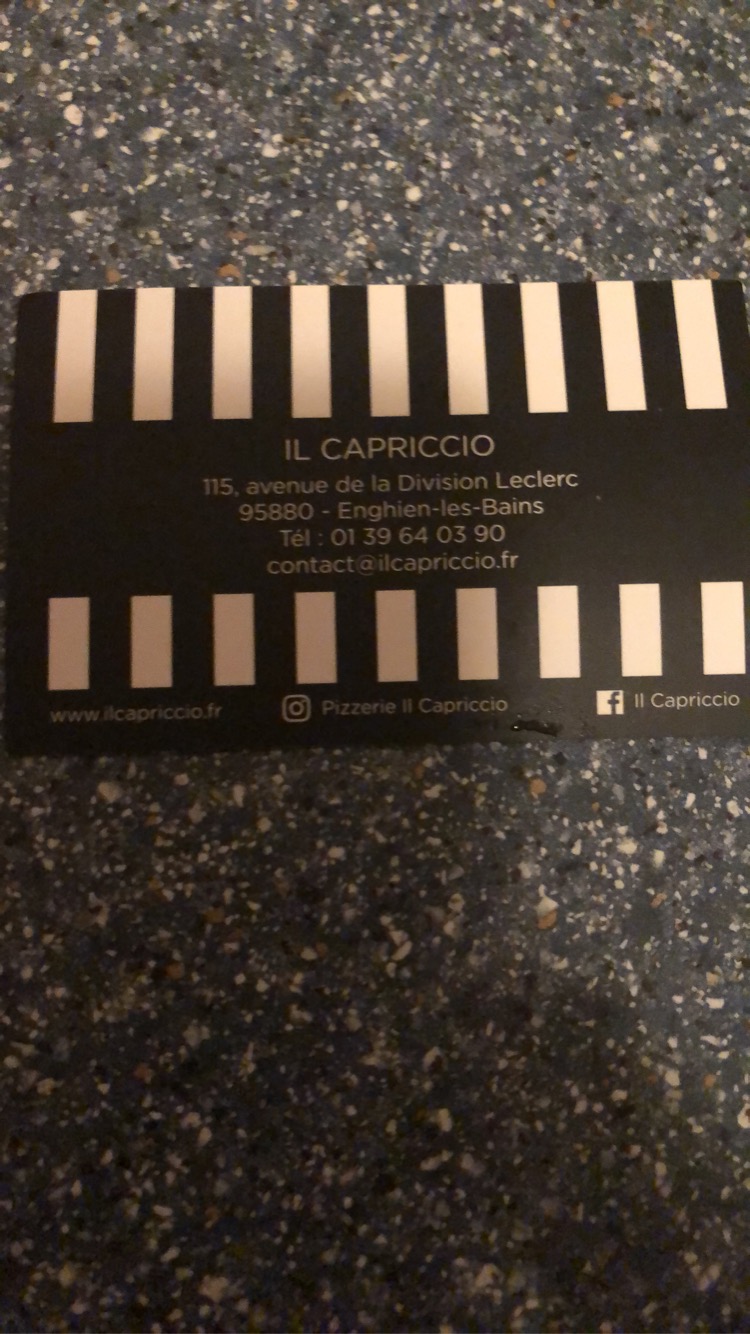 IL CAPRICCIO
115, avenue de la Division Leclerc
95880 - Enghien-les-Bains
Tél : 01 39 64 03 90
contact@ilcapriccio.fr
www.ilcapriccio.fr Pizzerie Il Capriccio Il Capriccio